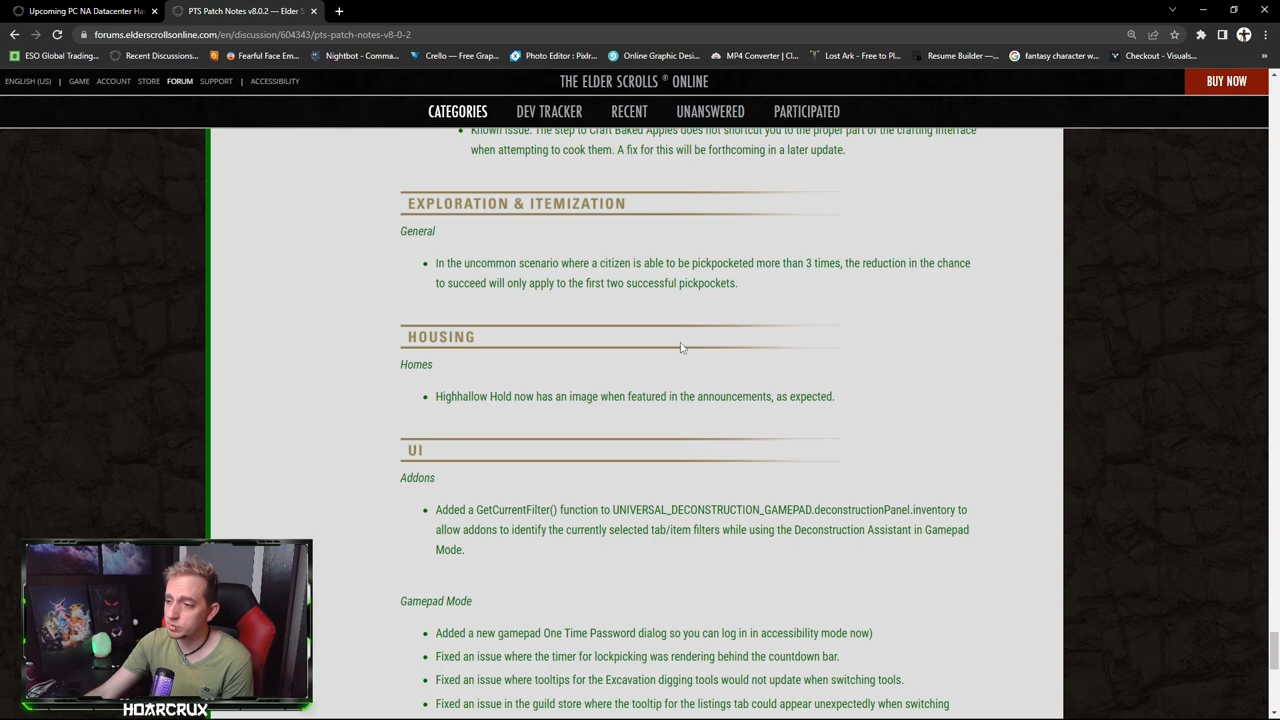 Upcoming PC NA Datacenter Ha
PTS Patch Notes v8.0.2 — Elder S
forums.elderscrollsonline.com/en/discussion/604343/pts-patch-notes-v8-0-2
ESO Global Trading...
Recent Discussions...
Fearful Face Em...
Nightbot - Comma...
Crello — Free Grap...
Photo Editor : Pixlr...
Online Graphic Des...
MP4 Converter | Cl...
Lost Ark - Free to Pl...
Resume Builder —...
fantasy character w...
Checkout - Visuals...
ENGLISH (US) | GAME ACCOUNT STORE FORUM SUPPORT | ACCESSIBILITY
THE ELDER SCROLLS ® ONLINE
BUY NOW
CATEGORIES DEV TRACKER RECENT UNANSWERED PARTICIPATED
Known Issue: The step to Craft Baked Apples does not shortcut you to the proper part of the crafting interface
when attempting to cook them. A fix for this will be forthcoming in a later update.
EXPLORATION & ITEMIZATION
General
In the uncommon scenario where a citizen is able to be pickpocketed more than 3 times, the reduction in the chance
to succeed will only apply to the first two successful pickpockets.
HOUSING
Homes
Highhallow Hold now has an image when featured in the announcements, as expected.
UI
Addons
Added a GetCurrentFilter() function to UNIVERSAL_DECONSTRUCTION_GAMEPAD.deconstructionPanel.inventory to
allow addons to identify the currently selected tab/item filters while using the Deconstruction Assistant in Gamepad
Mode.
Gamepad Mode
Added a new gamepad One Time Password dialog so you can log in in accessibility mode now)
Fixed an issue where the timer for lockpicking was rendering behind the countdown bar.
Fixed an issue where tooltips for the Excavation digging tools would not update when switching tools.
Fixed an issue in the guild store where the tooltip for the listings tab could appear unexpectedly when switching
HOARCRUX